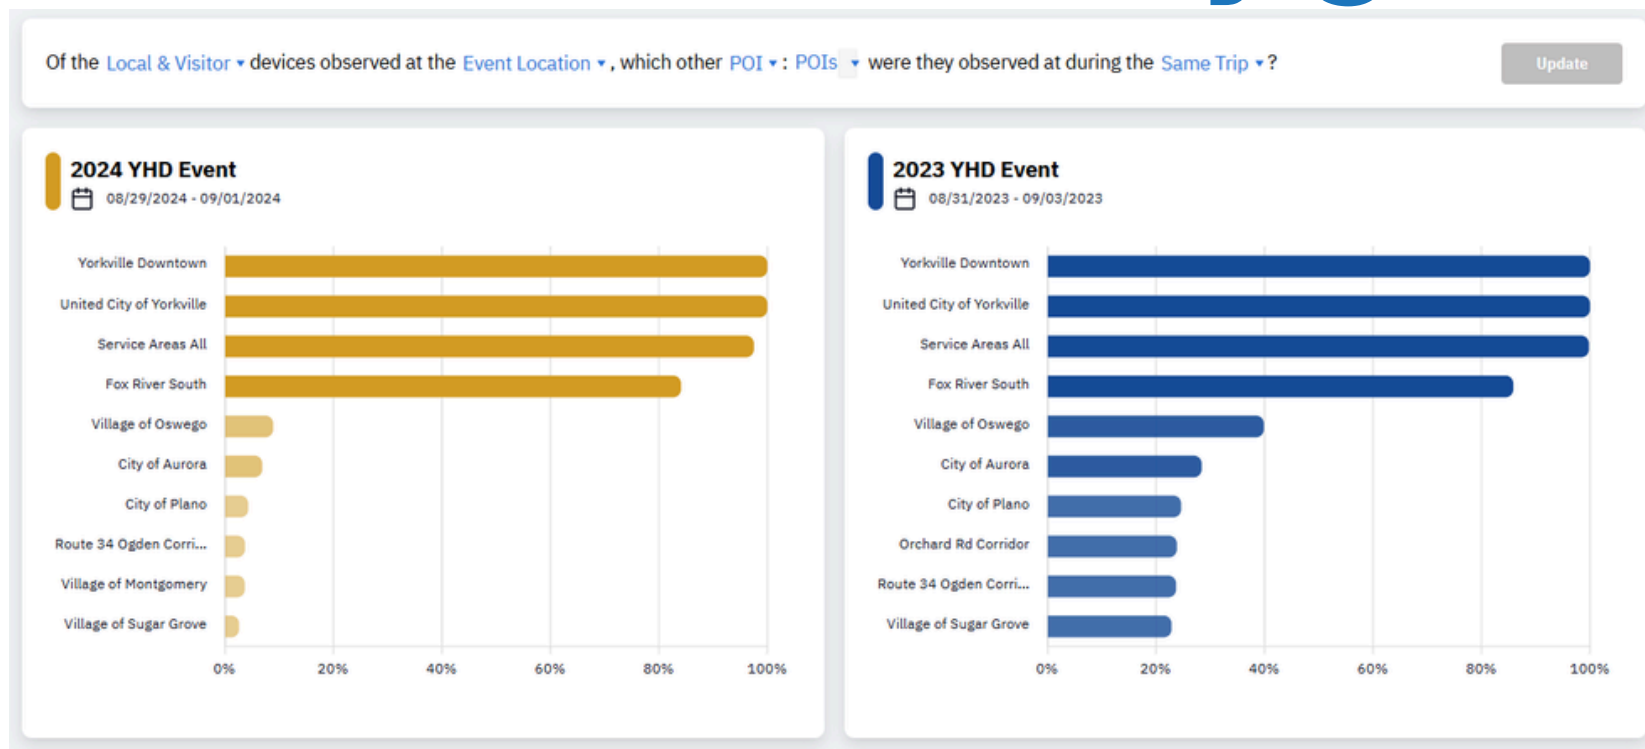 Of the Local & Visitor devices observed at the Event Location , which other POI : POIs were they observed at during the Same Trip ?
Update
2024 YHD Event
08/29/2024 - 09/01/2024
Yorkville Downtown
United City of Yorkville
Service Areas All
Fox River South
Village of Oswego
City of Aurora
City of Plano
Route 34 Ogden Corri...
Village of Montgomery
Village of Sugar Grove
0% 20% 40% 60% 80% 100%
2023 YHD Event
08/31/2023 - 09/03/2023
Yorkville Downtown
United City of Yorkville
Service Areas All
Fox River South
Village of Oswego
City of Aurora
City of Plano
Orchard Rd Corridor
Route 34 Ogden Corri...
Village of Sugar Grove
0% 20% 40% 60% 80% 100%